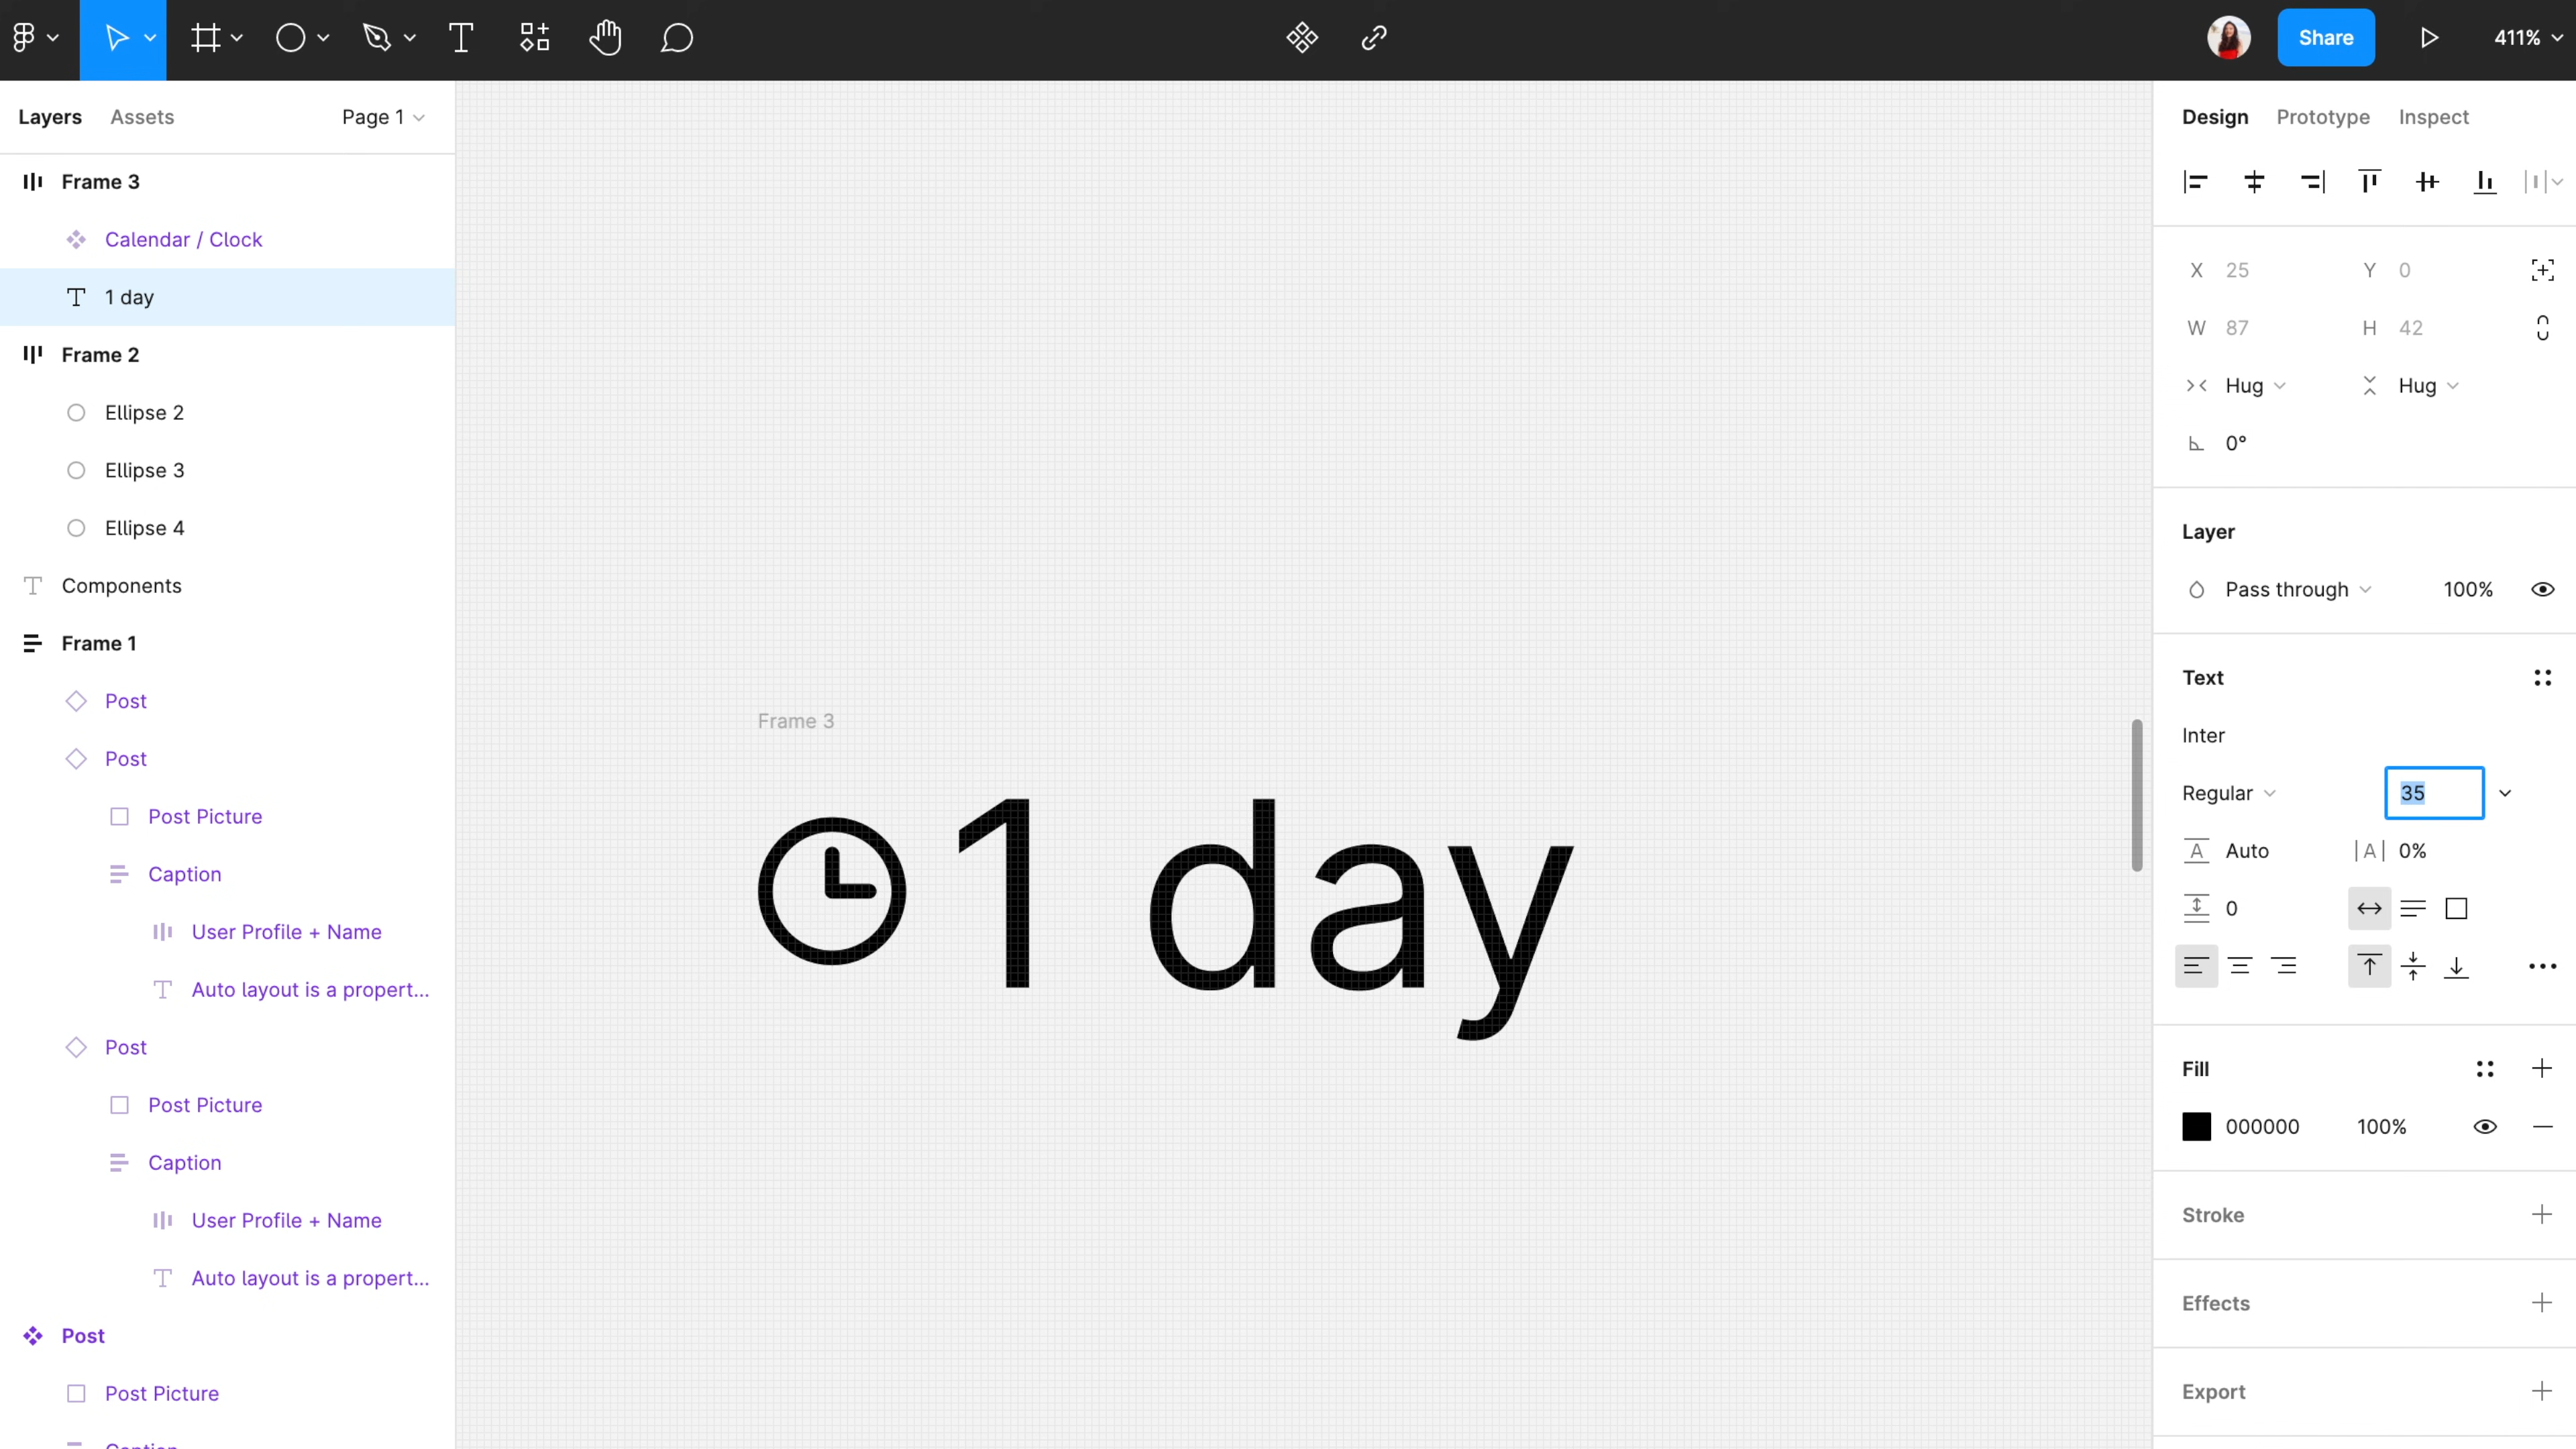 Share
411%
Layers
Assets
Page 1
Frame 3
Calendar / Clock
1 day
Frame 2
Ellipse 2
Ellipse 3
Ellipse 4
Components
Frame 1
Post
Post
Post Picture
Caption
User Profile + Name
Auto layout is a propert...
Post
Post Picture
Caption
User Profile + Name
Auto layout is a propert...
Post
Post Picture
Caption
Frame 3
1 day
Design
Prototype
Inspect
X 25
Y 0
W 87
H 42
Hug
Hug
0°
Layer
Pass through
100%
Text
Inter
Regular
35
A Auto
|A| 0%
0
Fill
000000
100%
Stroke
Effects
Export